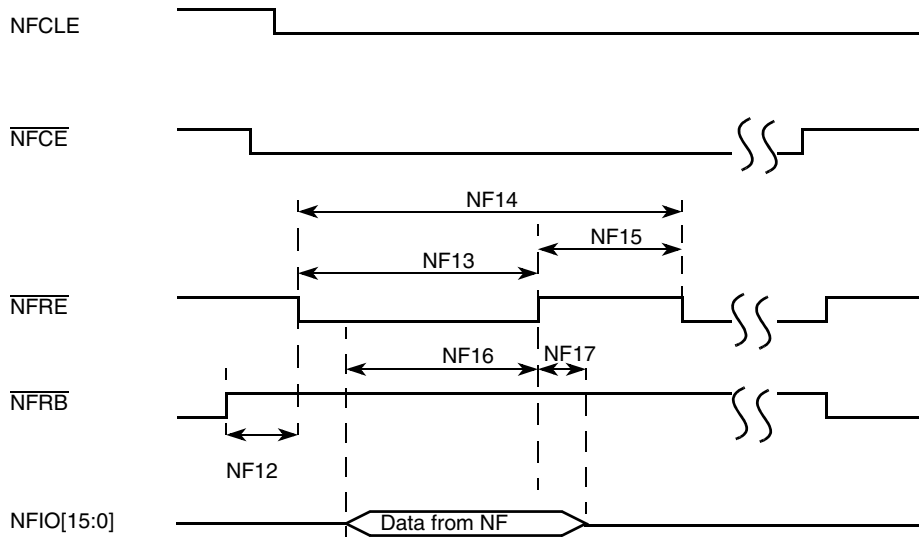 NFCLE
NFCE
NF14
NF15
NF13
NFRE
NF16 NF17
NFRB
NF12
NFIO[15:0] Data from NF